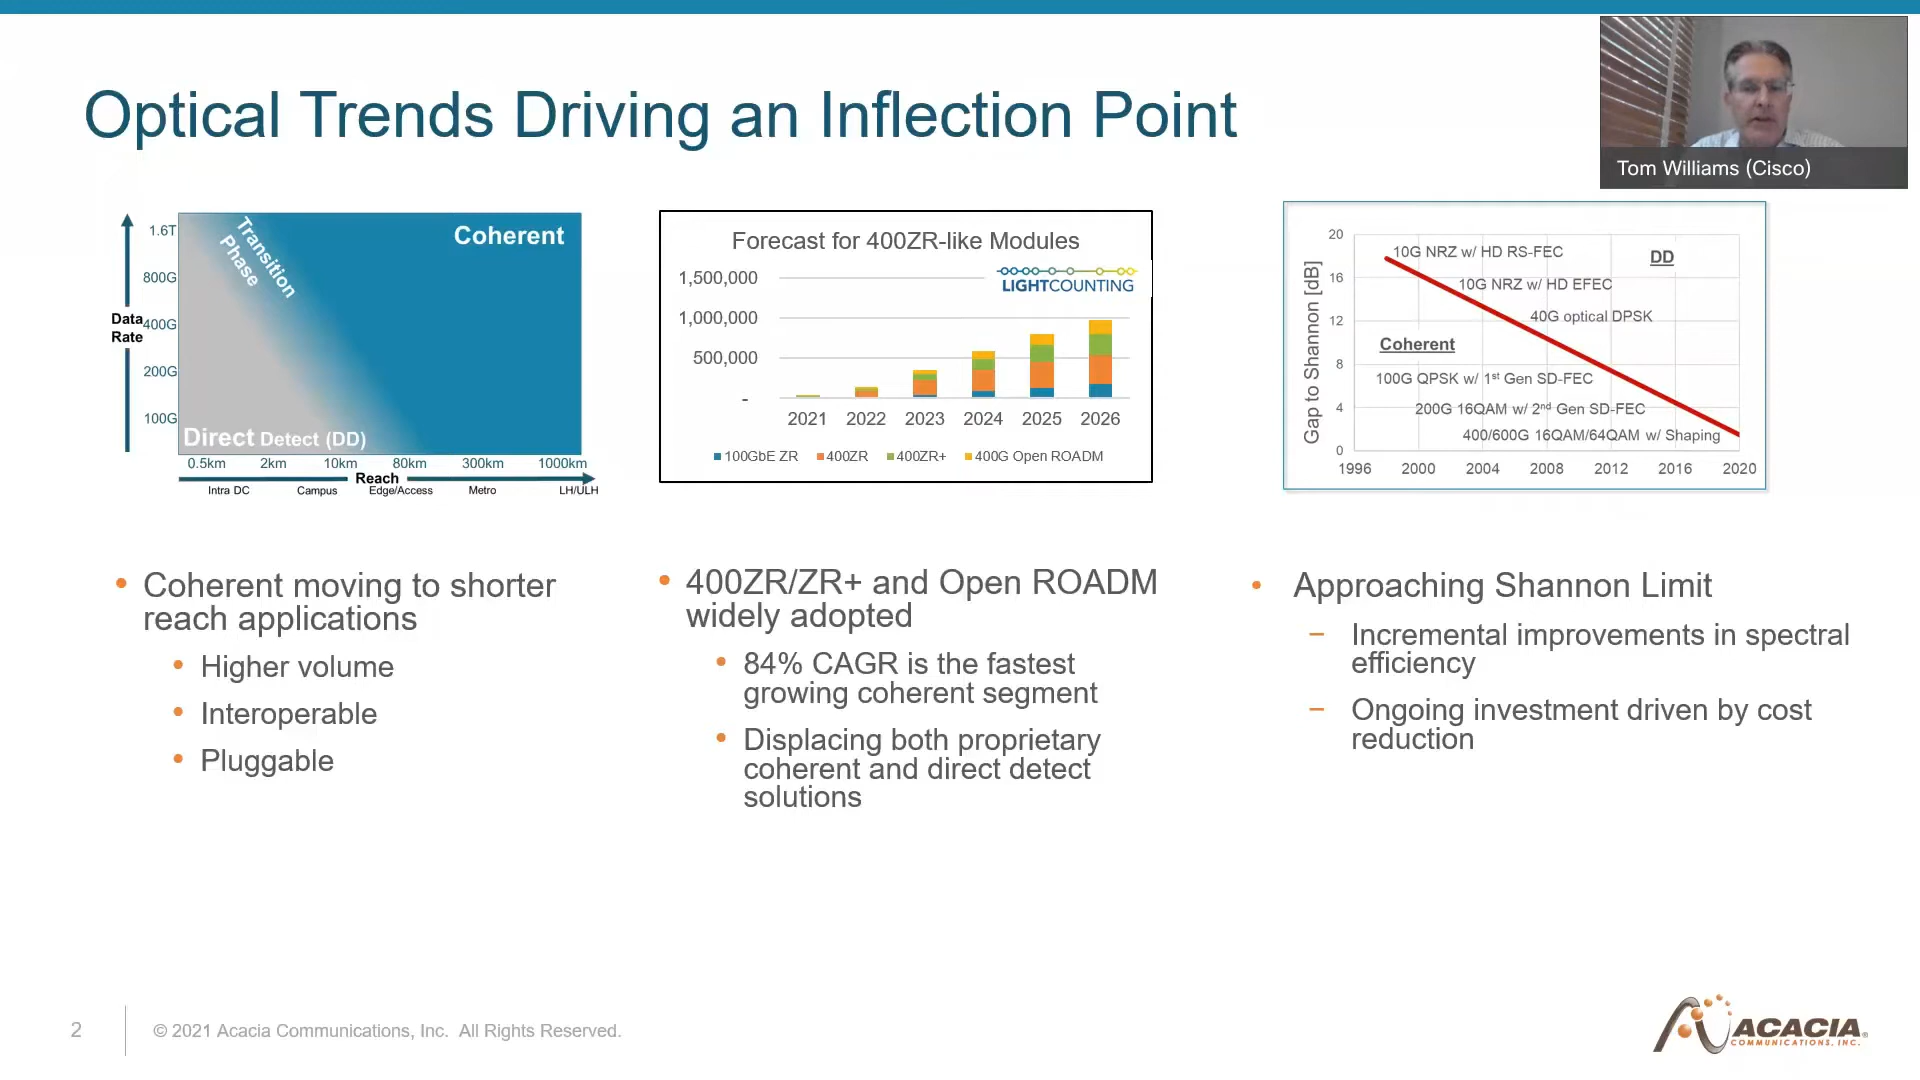 Optical Trends Driving an Inflection Point
Tom Williams (Cisco)
Data
Rate
1.6T
800G
400G
200G
100G
Transition
Phase
Coherent
Direct Detect (DD)
0.5km 2km 10km 80km 300km 1000km
Reach
Intra DC Campus Edge/Access Metro LH/ULH
Forecast for 400ZR-like Modules
LIGHTCOUNTING
1,500,000
1,000,000
500,000
-
2021 2022 2023 2024 2025 2026
100GbE ZR 400ZR 400ZR+ 400G Open ROADM
Gap to Shannon [dB]
20
16
12
8
4
0
10G NRZ w/ HD RS-FEC
DD
10G NRZ w/ HD EFEC
40G optical DPSK
Coherent
100G QPSK w/ 1st Gen SD-FEC
200G 16QAM w/ 2nd Gen SD-FEC
400/600G 16QAM/64QAM w/ Shaping
1996 2000 2004 2008 2012 2016 2020
• Coherent moving to shorter
reach applications
• Higher volume
• Interoperable
• Pluggable
• 400ZR/ZR+ and Open ROADM
widely adopted
• 84% CAGR is the fastest
growing coherent segment
• Displacing both proprietary
coherent and direct detect
solutions
• Approaching Shannon Limit
– Incremental improvements in spectral
efficiency
– Ongoing investment driven by cost
reduction
2
© 2021 Acacia Communications, Inc. All Rights Reserved.
ACACIA®
COMMUNICATIONS, INC.